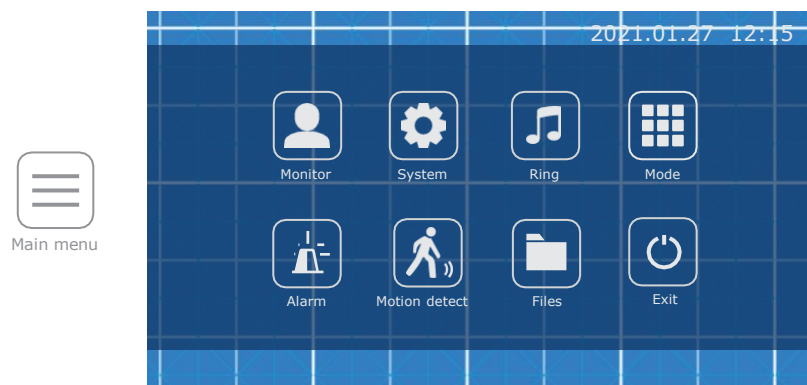 2021.01.27 12:15
Monitor System Ring Mode
Main menu
Alarm Motion detect Files Exit